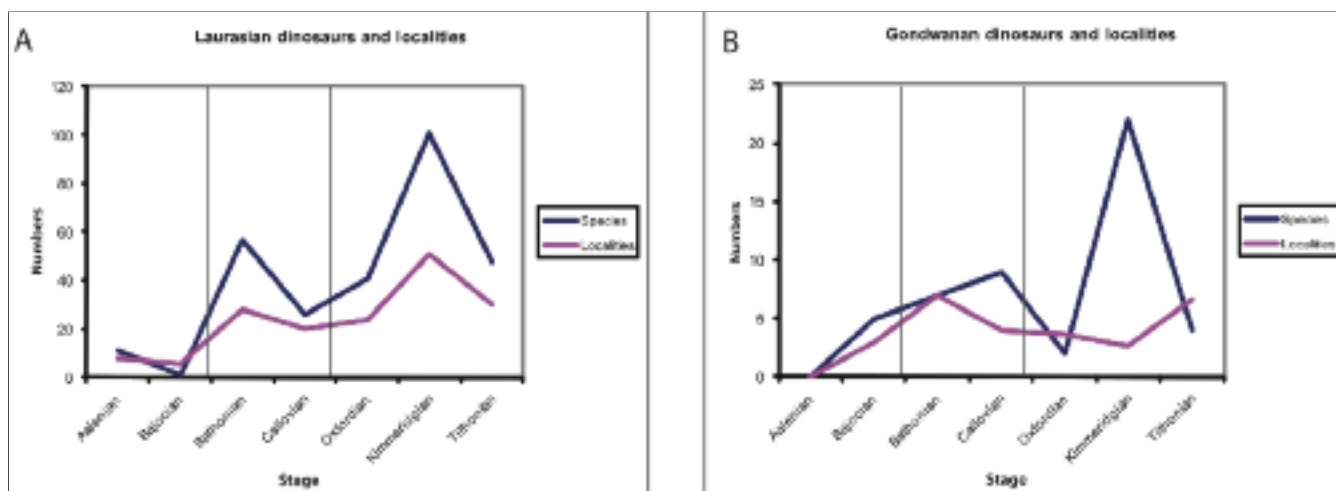 A
Laurasian dinosaurs and localities
120
100
80
60
40
20
0
Numbers
Aalenian
Bajocian
Bathonian
Callovian
Oxfordian
Kimmeridgian
Tithonian
Stage
Species
Localities
B
Gondwanan dinosaurs and localities
25
20
15
10
5
0
Numbers
Aalenian
Bajocian
Bathonian
Callovian
Oxfordian
Kimmeridgian
Tithonian
Stage
Species
Localities